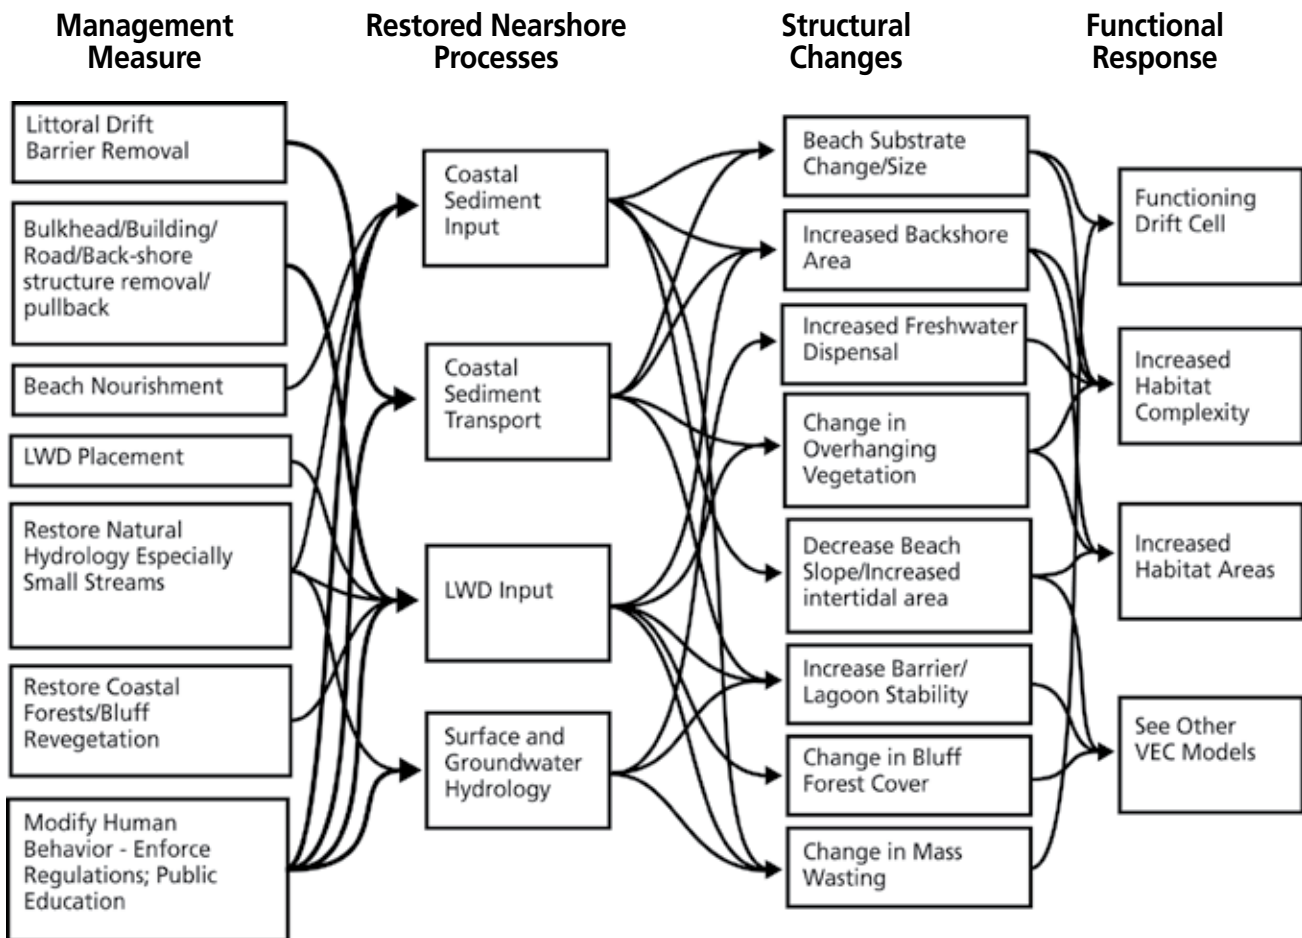 Management
Measure
Restored Nearshore
Processes
Structural
Changes
Functional
Response
Littoral Drift
Barrier Removal
Bulkhead/Building/
Road/Back-shore
structure removal/
pullback
Beach Nourishment
LWD Placement
Restore Natural
Hydrology Especially
Small Streams
Restore Coastal
Forests/Bluff
Revegetation
Modify Human
Behavior - Enforce
Regulations; Public
Education
Coastal
Sediment
Input
Coastal
Sediment
Transport
LWD Input
Surface and
Groundwater
Hydrology
Beach Substrate
Change/Size
Increased Backshore
Area
Increased Freshwater
Dispensal
Change in
Overhanging
Vegetation
Decrease Beach
Slope/Increased
intertidal area
Increase Barrier/
Lagoon Stability
Change in Bluff
Forest Cover
Change in Mass
Wasting
Functioning
Drift Cell
Increased
Habitat
Complexity
Increased
Habitat Areas
See Other
VEC Models